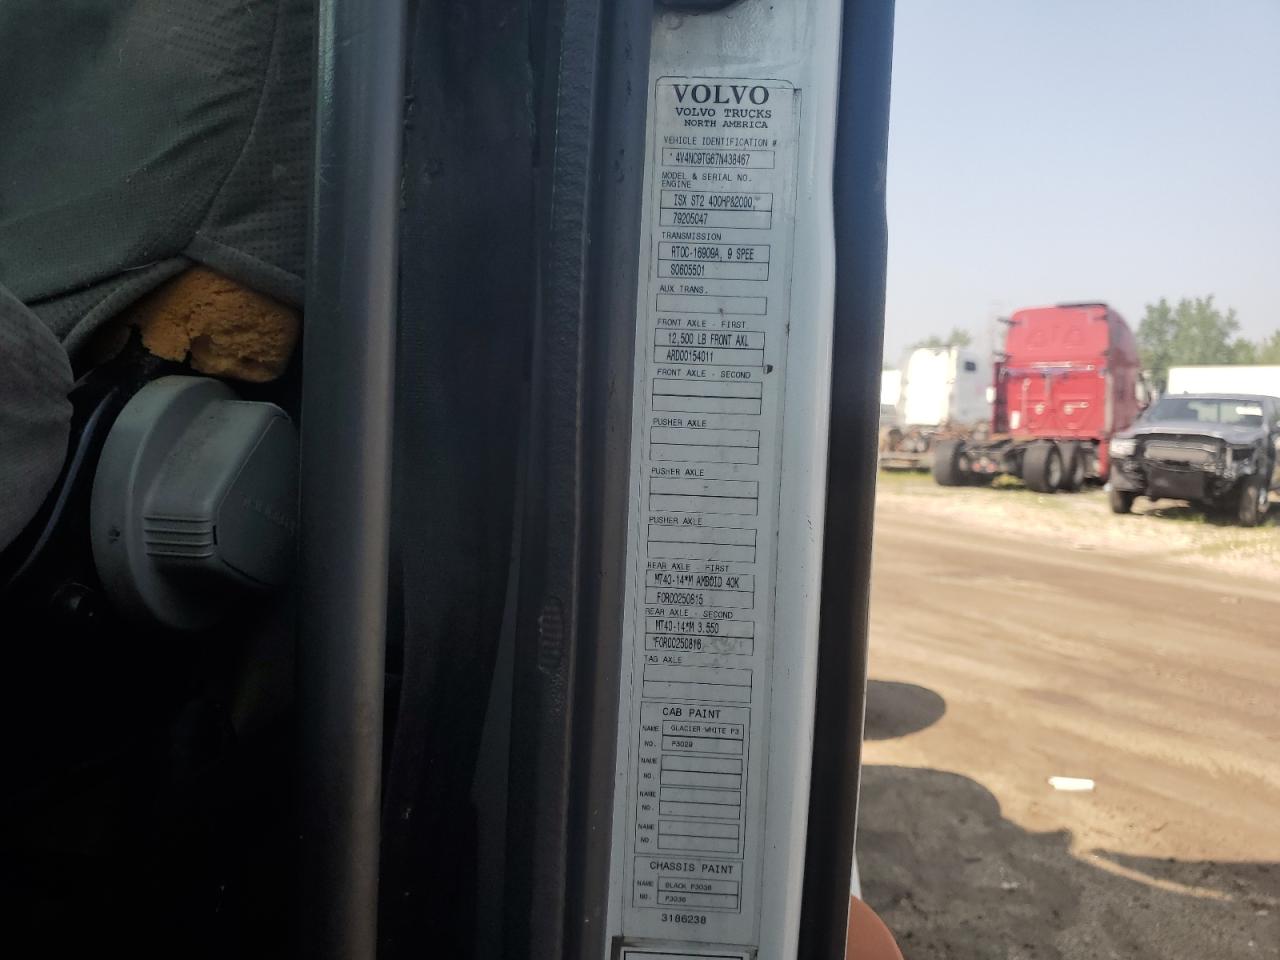 VOLVO
VOLVO TRUCKS
NORTH AMERICA
VEHICLE IDENTIFICATION #
* 4V4NC9TG67N438467
MODEL & SERIAL NO.
ENGINE
ISX ST2 400HP&2000,
79205047
TRANSMISSION
RTOC-16909A, 9 SPEE
S0605501
AUX TRANS.
FRONT AXLE - FIRST
12,500 LB FRONT AXL
ARD00154011
FRONT AXLE - SECOND
PUSHER AXLE
PUSHER AXLE
PUSHER AXLE
REAR AXLE - FIRST
MT40-14*M AMBOID 40K
FOR00250815
REAR AXLE - SECOND
MT40-14*M 3.550
*FOR00250816
TAG AXLE
CAB PAINT
NAME GLACIER WHITE P3
NO. P3029
NAME
NO.
NAME
NO.
NAME
NO.
CHASSIS PAINT
NAME BLACK P3036
NO. P3036
3186238